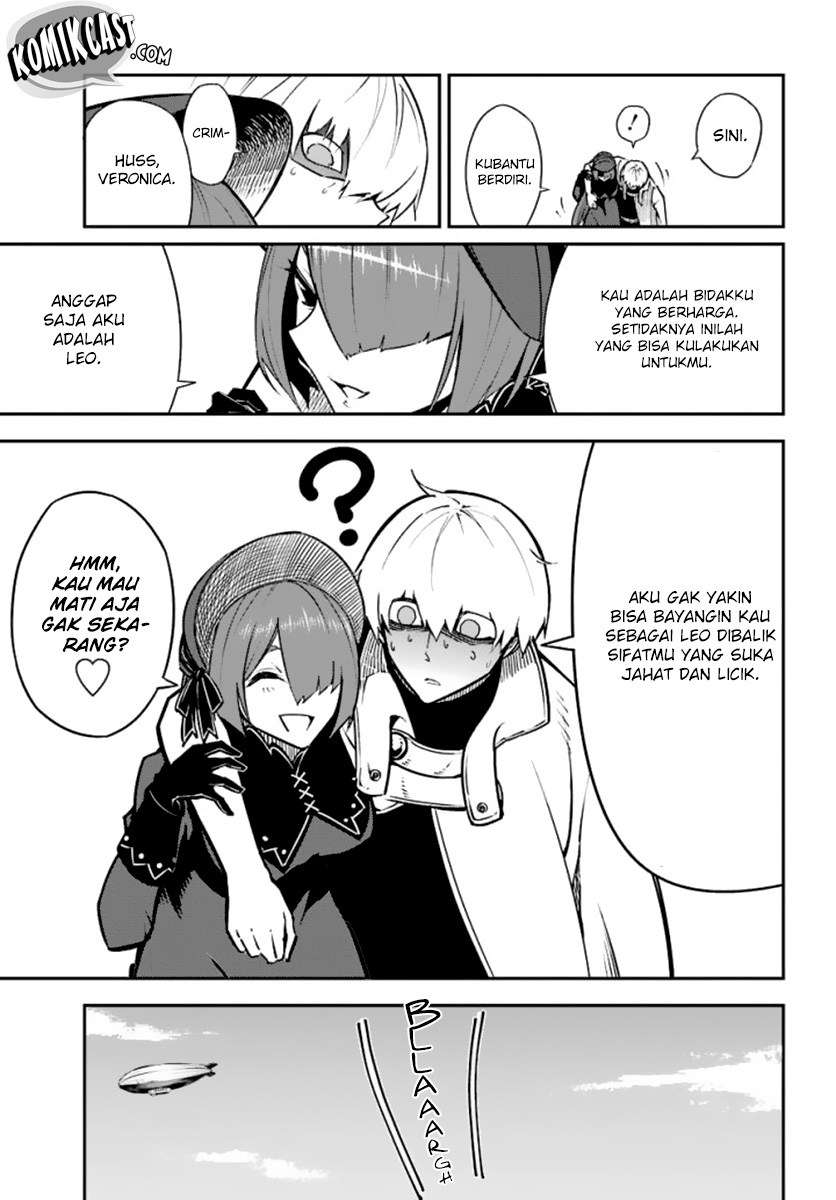 KOMIKCAST
.COM
SINI.
!
KUBANTU
BERDIRI.
CRIM-
HUSS,
VERONICA.
KAU ADALAH BIDAKKU
YANG BERHARGA.
SETIDAKNYA INILAH
YANG BISA KULAKUKAN
UNTUKMU.
ANGGAP
SAJA AKU
ADALAH
LEO.
?
AKU GAK YAKIN
BISA BAYANGIN KAU
SEBAGAI LEO DIBALIK
SIFATMU YANG SUKA
JAHAT DAN LICIK.
HMM,
KAU MAU
MATI AJA
GAK SEKA-
RANG?
♡
BLLAAARGH